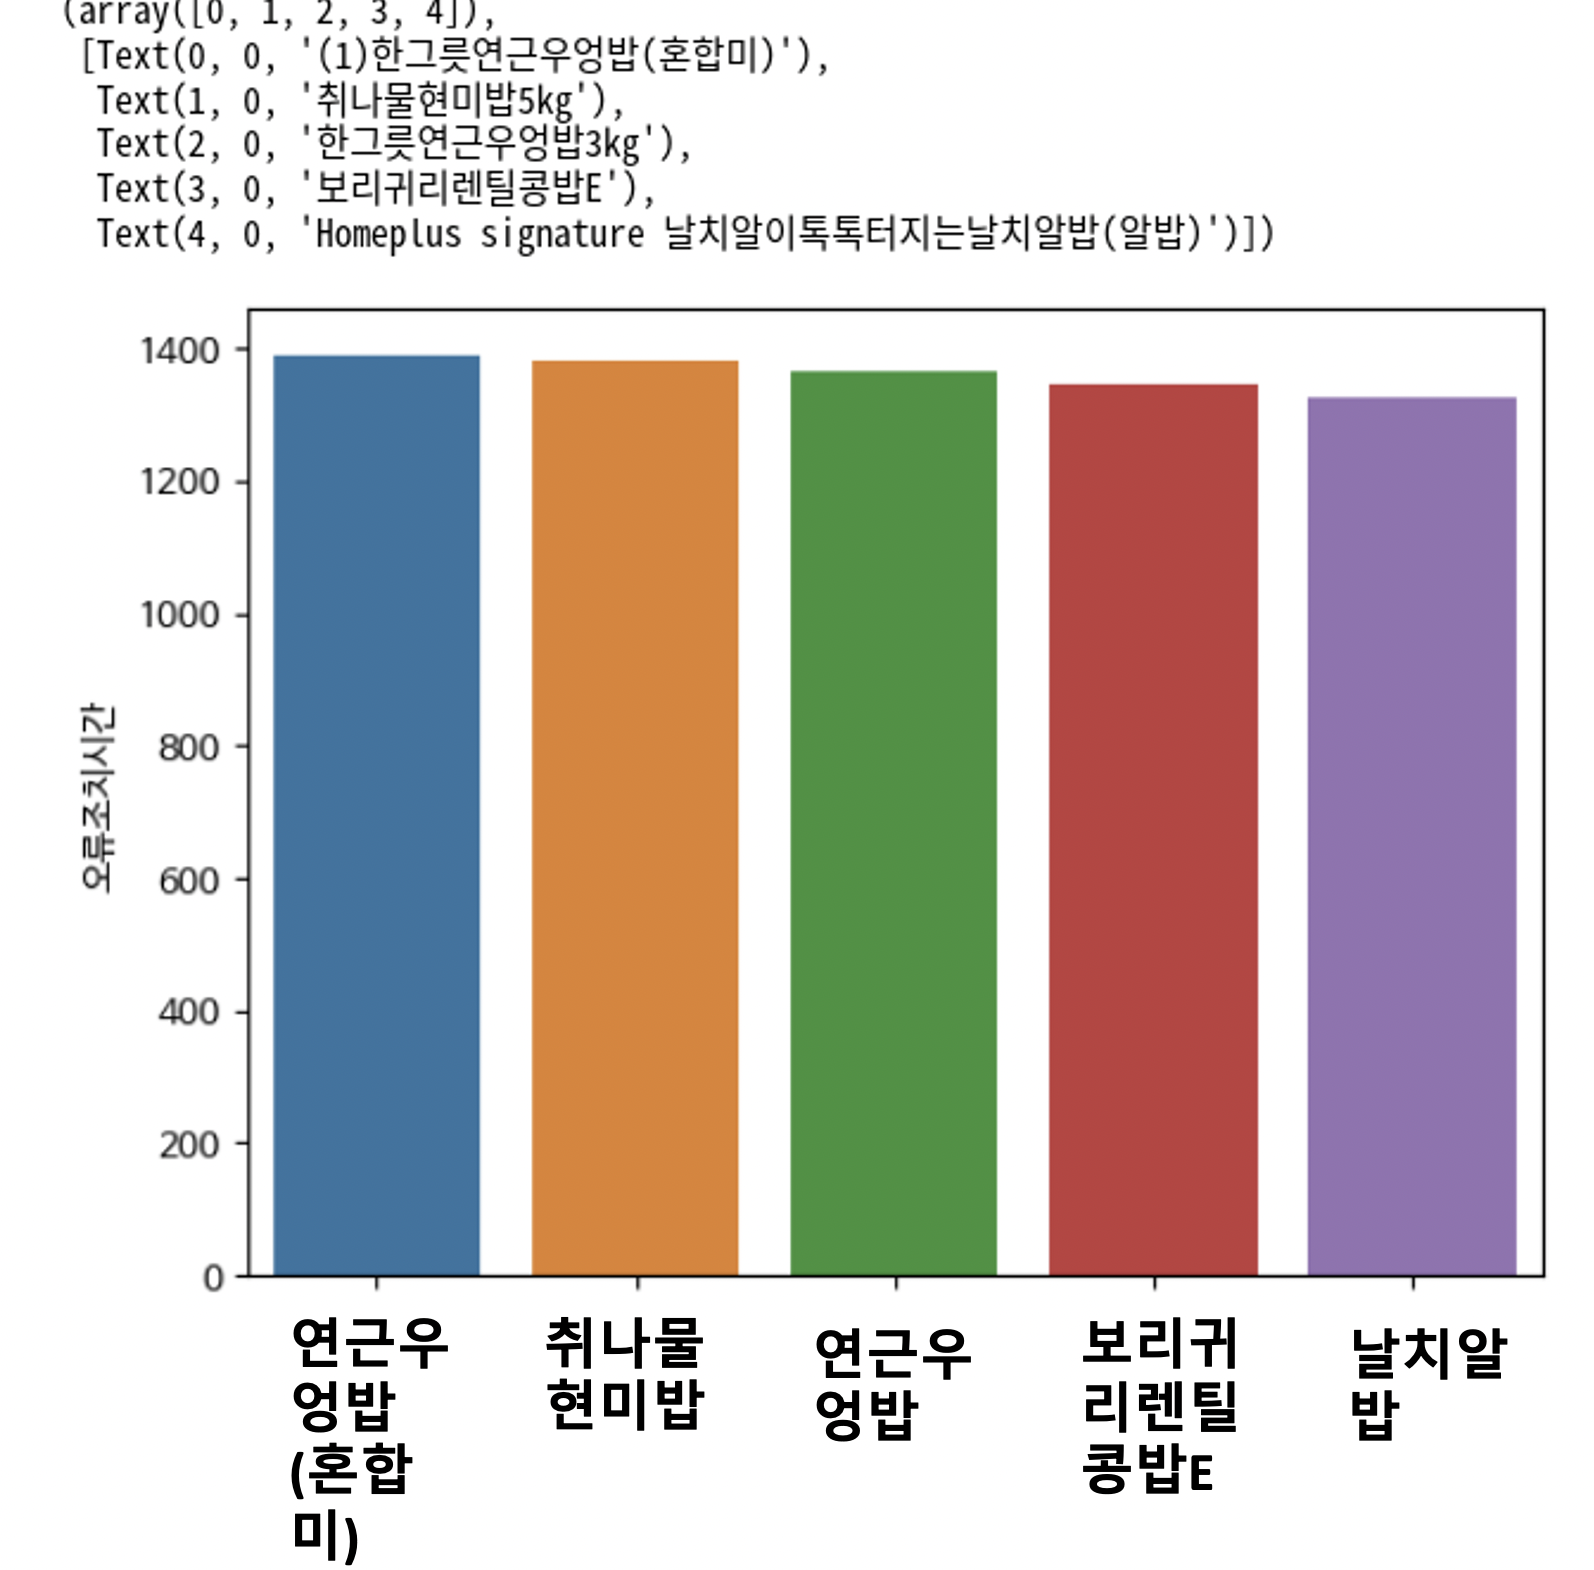 (array([0, 1, 2, 3, 4]),
[Text(0, 0, '(1)한그릇연근우엉밥(혼합미)'),
Text(1, 0, '취나물현미밥5kg'),
Text(2, 0, '한그릇연근우엉밥3kg'),
Text(3, 0, '보리귀리렌틸콩밥E'),
Text(4, 0, 'Homeplus signature 날치알이톡톡터지는날치알밥(알밥)')])
1400
1200
1000
800
600
400
200
0
오류조치시간
연근우
엉밥
(혼합
미)
취나물
현미밥
연근우
엉밥
보리귀
리렌틸
콩밥E
날치알
밥